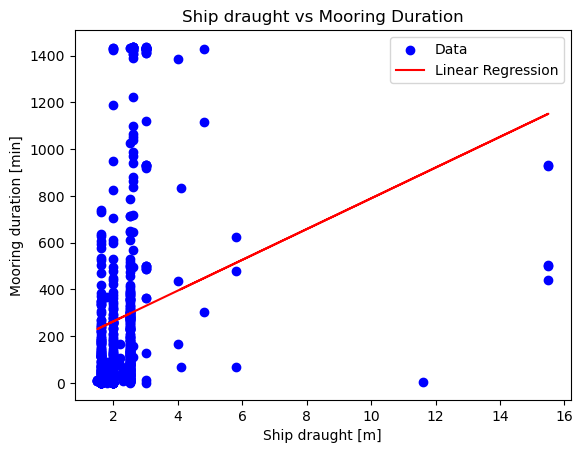 Ship draught vs Mooring Duration
Data
Linear Regression
1400
1200
1000
800
600
400
200
0
Mooring duration [min]
2 4 6 8 10 12 14 16
Ship draught [m]